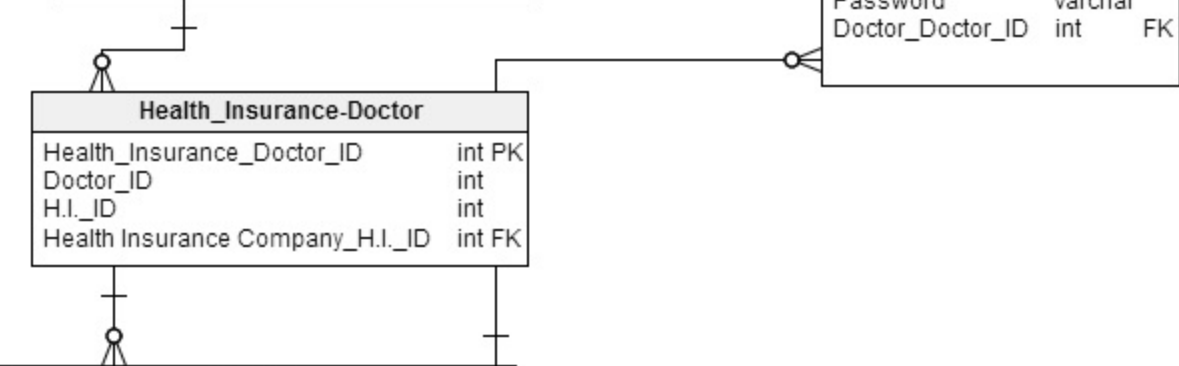 Password varchar
Doctor_Doctor_ID int FK
Health_Insurance-Doctor
Health_Insurance_Doctor_ID int PK
Doctor_ID int
H.I._ID int
Health Insurance Company_H.I._ID int FK